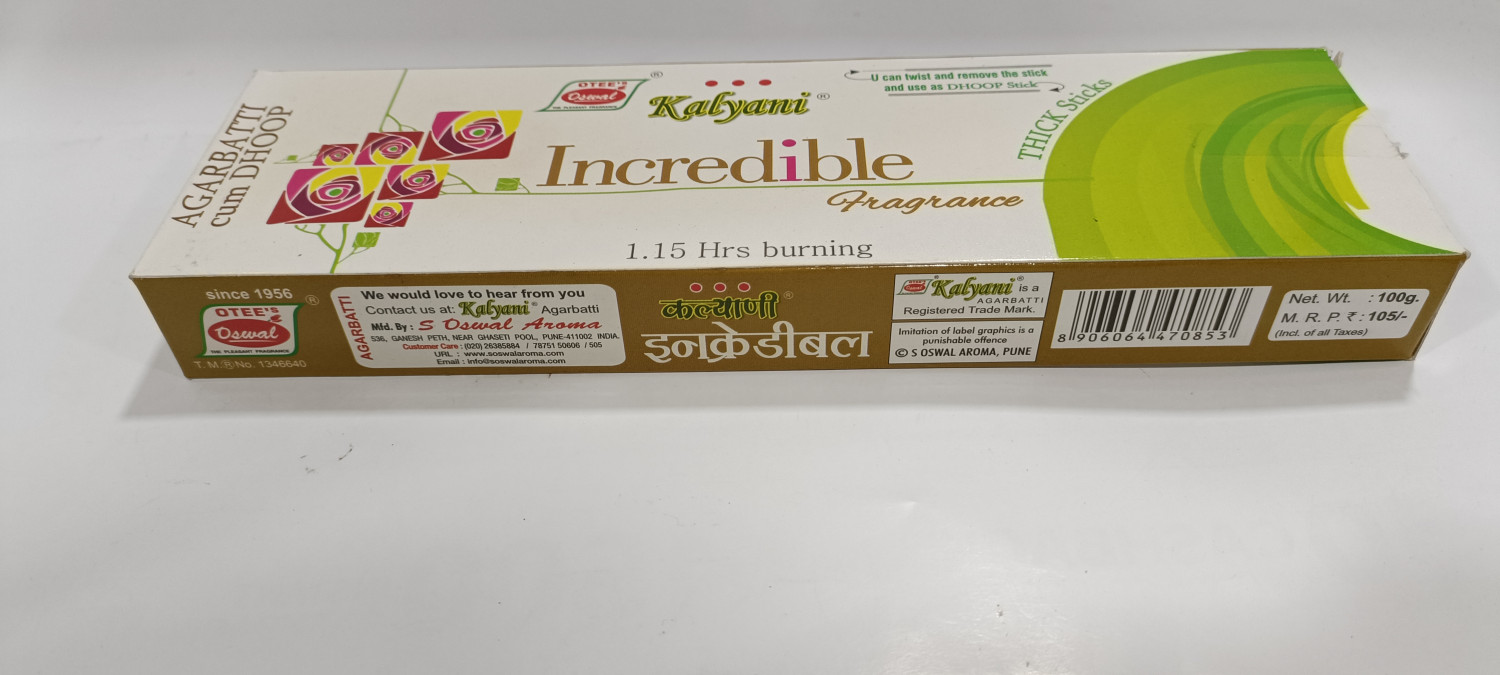 AGARBATTI
cum DHOOP
OTEE'S
Oswal
THE PLEASANT FRAGRANCE
®
Kalyani ®
U can twist and remove the stick
and use as DHOOP Stick
THICK Sticks
Incredible
Fragrance
1.15 Hrs burning
since 1956
OTEE'S
Oswal
THE PLEASANT FRAGRANCE
®
T. M.® No. 1346640
AGARBATTI
We would love to hear from you
Contact us at: Kalyani® Agarbatti
Mfd. By : S Oswal Aroma
536, GANESH PETH, NEAR GHASETI POOL, PUNE-411002 INDIA.
Customer Care : (020) 26385884 / 78751 50606 / 505
URL : www.soswalaroma.com
Email : info@soswalaroma.com
कल्याणी ®
इनक्रेडीबल
Oswal Kalyani® is a
AGARBATTI
Registered Trade Mark.
Imitation of label graphics is a
punishable offence
© S OSWAL AROMA, PUNE
8 906064 470853
Net. Wt. : 100g.
M. R. P. ₹ : 105/-
(Incl. of all Taxes)